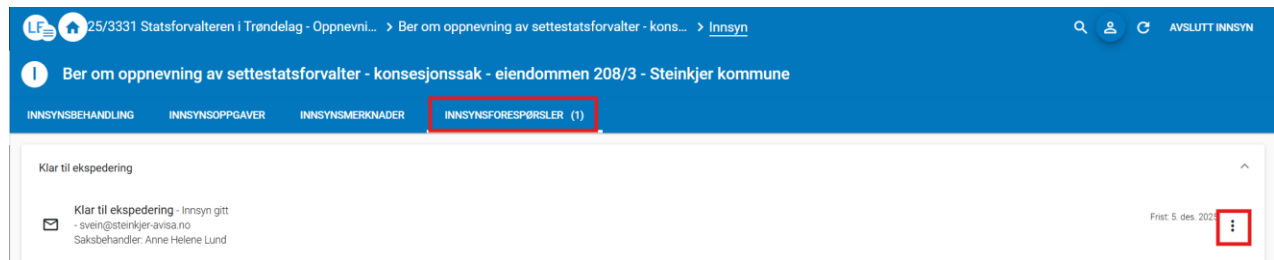 LF 25/3331 Statsforvalteren i Trøndelag - Oppnevni... > Ber om oppnevning av settestatsforvalter - kons... > Innsyn AVSLUTT INNSYN
I Ber om oppnevning av settestatsforvalter - konsesjonssak - eiendommen 208/3 - Steinkjer kommune
INNSYNSBEHANDLING INNSYNSOPPGAVER INNSYNSMERKNADER INNSYNSFORESPØRSLER (1)
Klar til ekspedering
Klar til ekspedering - Innsyn gitt
- svein@steinkjer-avisa.no
Saksbehandler: Anne Helene Lund
Frist: 5. des. 2025